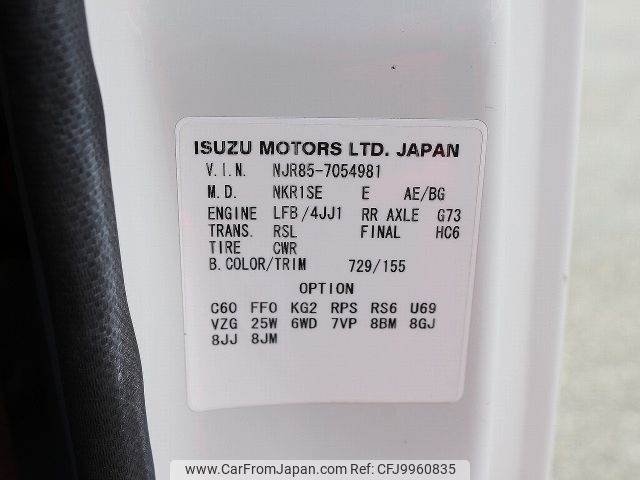 ISUZU MOTORS LTD. JAPAN
V.I.N. NJR85-7054981
M.D. NKR1SE E AE/BG
ENGINE LFB/4JJ1 RR AXLE G73
TRANS. RSL FINAL HC6
TIRE CWR
B.COLOR/TRIM 729/155
OPTION
C60 FF0 KG2 RPS RS6 U69
VZG 25W 6WD 7VP 8BM 8GJ
8JJ 8JM
www.CarFromJapan.com | ID:CFJ9960835